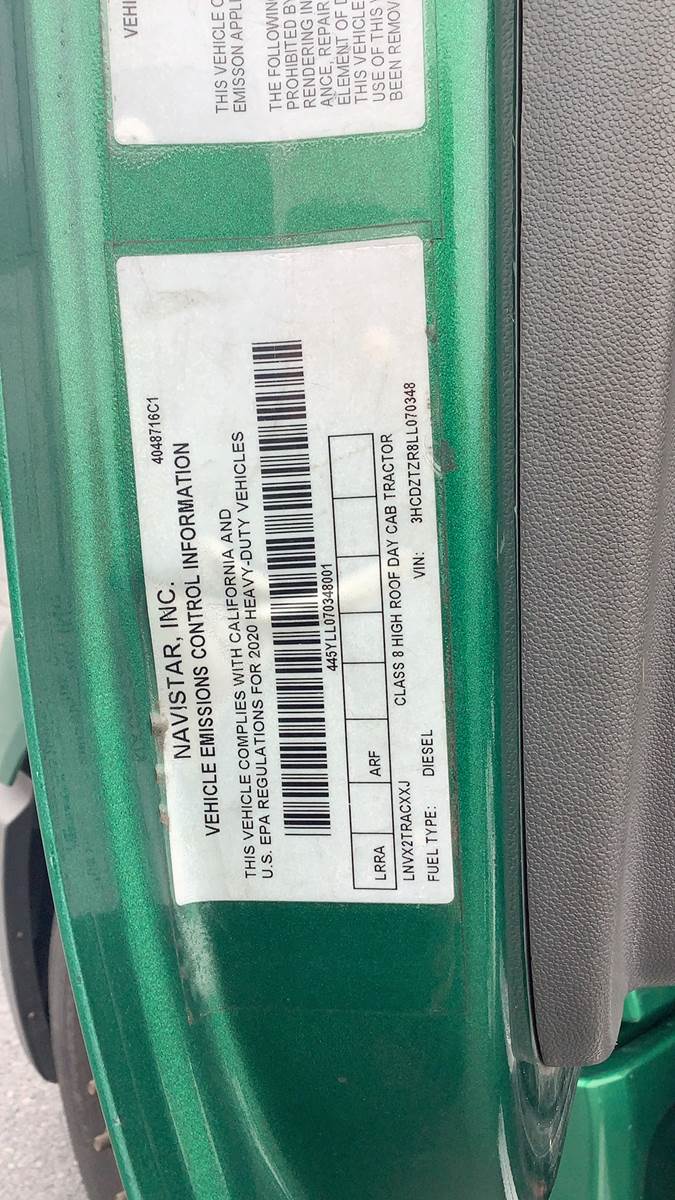 4048716C1
NAVISTAR, INC.
VEHICLE EMISSIONS CONTROL INFORMATION
THIS VEHICLE COMPLIES WITH CALIFORNIA AND
U.S. EPA REGULATIONS FOR 2020 HEAVY-DUTY VEHICLES
445YLL070348001
LRRA ARF
LNVX2TRACXXJ CLASS 8 HIGH ROOF DAY CAB TRACTOR
FUEL TYPE: DIESEL VIN: 3HCDZTZR8LL070348
VEHI
THIS VEHICLE C
EMISSON APPLI
THE FOLLOWIN
PROHIBITED BY
RENDERING IN
ANCE, REPAIR
ELEMENT OF D
THIS VEHICLE
USE OF THIS V
BEEN REMOV